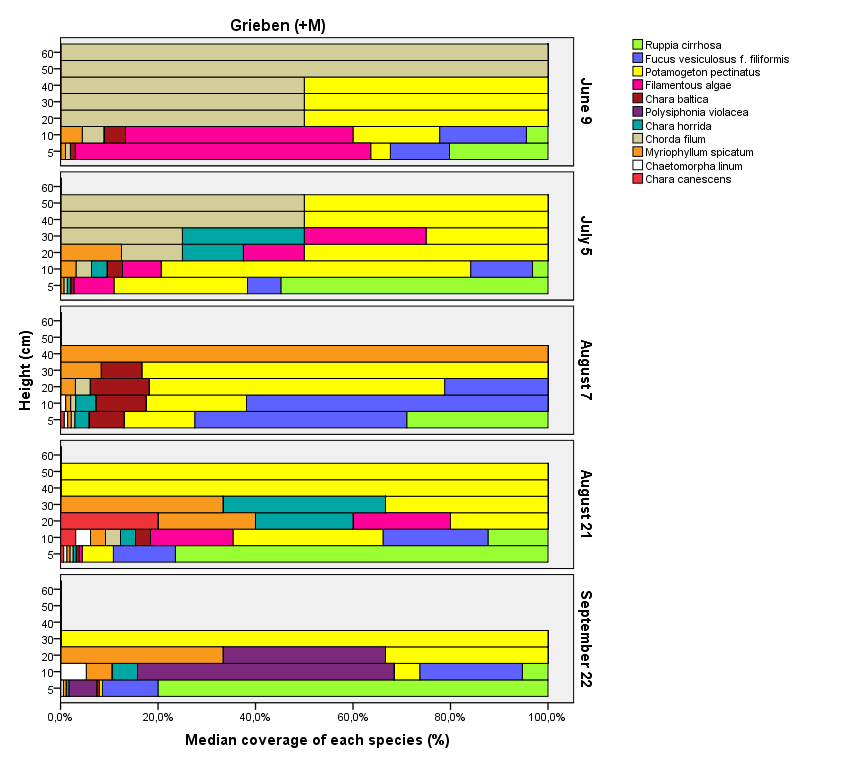 Grieben (+M)
Ruppia cirrhosa
Fucus vesiculosus f. filiformis
Potamogeton pectinatus
Filamentous algae
Chara baltica
Polysiphonia violacea
Chara horrida
Chorda filum
Myriophyllum spicatum
Chaetomorpha linum
Chara canescens
Height (cm)
60
50
40
30
20
10
5
June 9
60
50
40
30
20
10
5
July 5
60
50
40
30
20
10
5
August 7
60
50
40
30
20
10
5
August 21
60
50
40
30
20
10
5
September 22
0,0% 20,0% 40,0% 60,0% 80,0% 100,0%
Median coverage of each species (%)